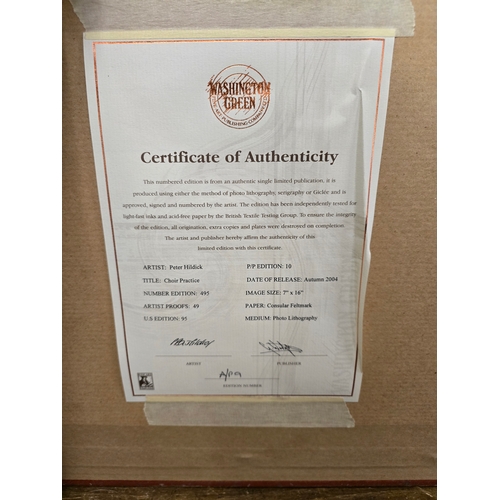 WASHINGTON
GREEN
FINE ART PUBLISHING COMPANY LTD
Certificate of Authenticity
This numbered edition is from an authentic single limited publication, it is
produced using either the method of photo lithography, serigraphy or Giclée and is
approved, signed and numbered by the artist. The edition has been independently tested for
light-fast inks and acid-free paper by the British Textile Testing Group. To ensure the integrity
of the edition, all origination, extra copies and plates were destroyed on completion
The artist and publisher hereby affirm the authenticity of this
limited edition with this certificate.
ARTIST: Peter Hildick
P/P EDITION: 10
TITLE: Choir Practice
DATE OF RELEASE: Autumn 2004
NUMBER EDITION: 495
IMAGE SIZE: 7" x 16"
ARTIST PROOFS: 49
PAPER: Consular Feltmark
U.S EDITION: 95
MEDIUM: Photo Lithography
ARTIST
PUBLISHER
EDITION NUMBER